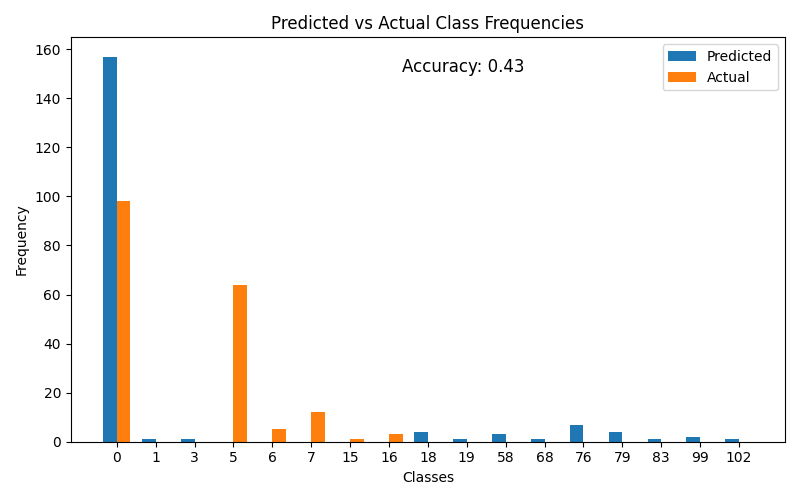 Predicted vs Actual Class Frequencies
Accuracy: 0.43
Predicted
Actual
Frequency
160
140
120
100
80
60
40
20
0
0 1 3 5 6 7 15 16 18 19 58 68 76 79 83 99 102
Classes